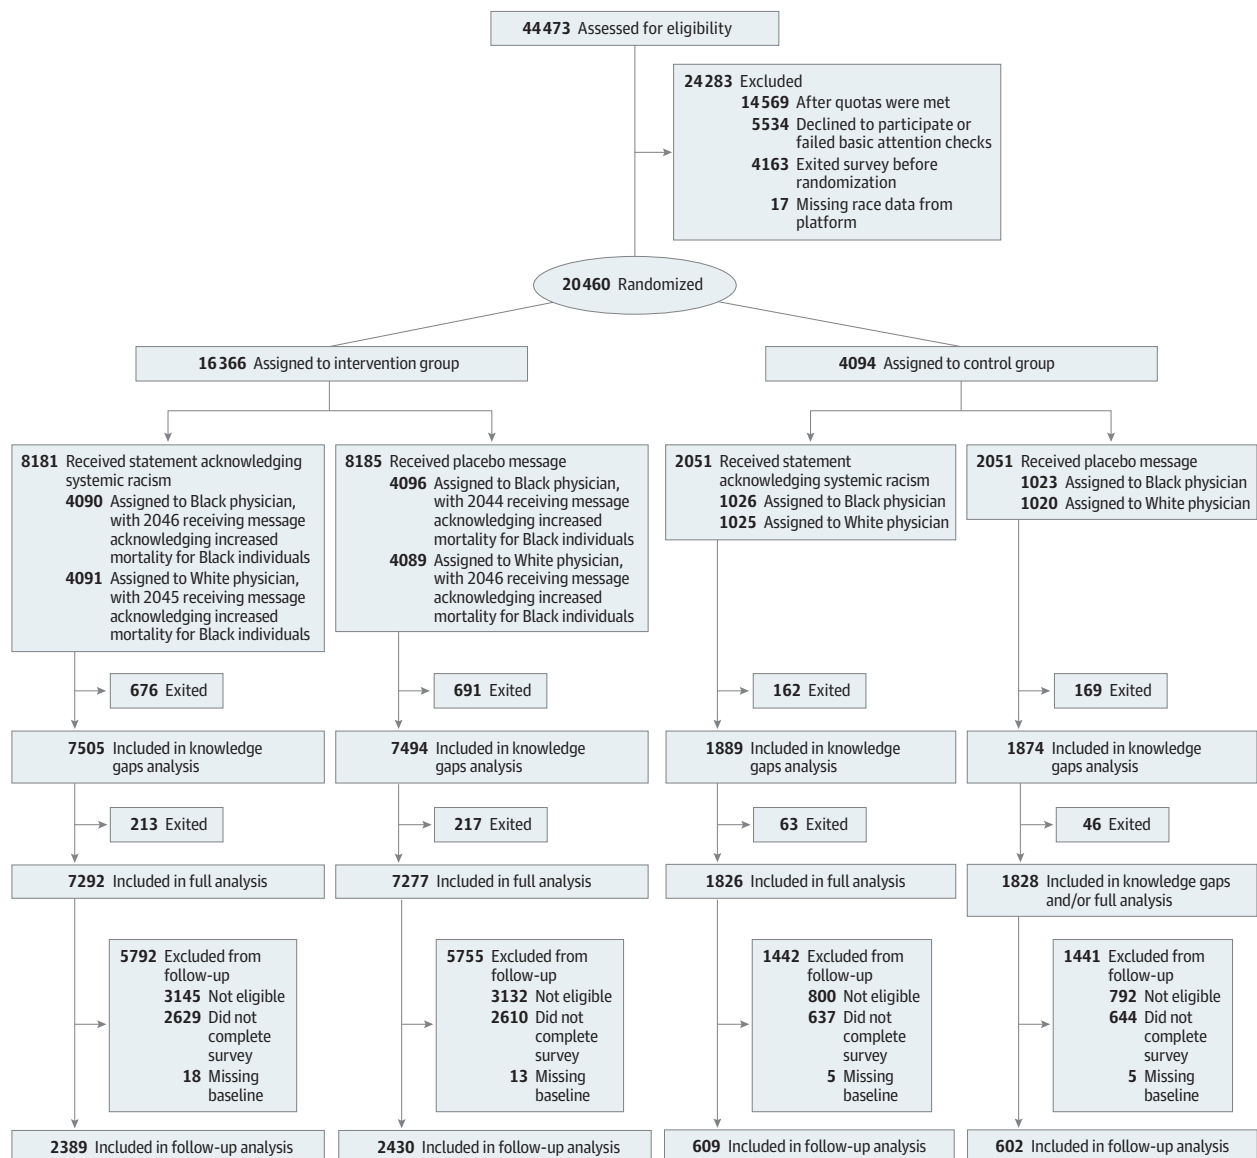 44 473 Assessed for eligibility
24 283 Excluded
14 569 After quotas were met
5534 Declined to participate or
failed basic attention checks
4163 Exited survey before
randomization
17 Missing race data from
platform
20 460 Randomized
16 366 Assigned to intervention group
4094 Assigned to control group
8181 Received statement acknowledging
systemic racism
4090 Assigned to Black physician,
with 2046 receiving message
acknowledging increased
mortality for Black individuals
4091 Assigned to White physician,
with 2045 receiving message
acknowledging increased
mortality for Black individuals
8185 Received placebo message
4096 Assigned to Black physician,
with 2044 receiving message
acknowledging increased
mortality for Black individuals
4089 Assigned to White physician,
with 2046 receiving message
acknowledging increased
mortality for Black individuals
2051 Received statement
acknowledging systemic racism
1026 Assigned to Black physician
1025 Assigned to White physician
2051 Received placebo message
1023 Assigned to Black physician
1020 Assigned to White physician
676 Exited
691 Exited
162 Exited
169 Exited
7505 Included in knowledge
gaps analysis
7494 Included in knowledge
gaps analysis
1889 Included in knowledge
gaps analysis
1874 Included in knowledge
gaps analysis
213 Exited
217 Exited
63 Exited
46 Exited
7292 Included in full analysis
7277 Included in full analysis
1826 Included in full analysis
1828 Included in knowledge gaps
and/or full analysis
5792 Excluded from
follow-up
3145 Not eligible
2629 Did not
complete
survey
18 Missing
baseline
5755 Excluded from
follow-up
3132 Not eligible
2610 Did not
complete
survey
13 Missing
baseline
1442 Excluded from
follow-up
800 Not eligible
637 Did not
complete
survey
5 Missing
baseline
1441 Excluded from
follow-up
792 Not eligible
644 Did not
complete
survey
5 Missing
baseline
2389 Included in follow-up analysis
2430 Included in follow-up analysis
609 Included in follow-up analysis
602 Included in follow-up analysis